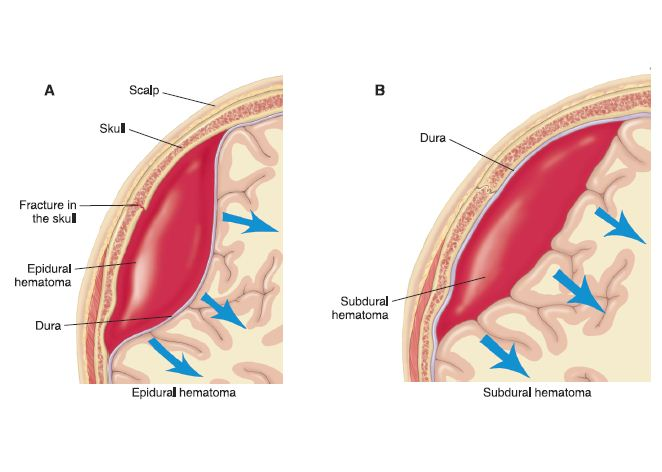 A
Scalp
Skull
Fracture in
the skull
Epidural
hematoma
Dura
Epidural hematoma
B
Dura
Subdural
hematoma
Subdural hematoma